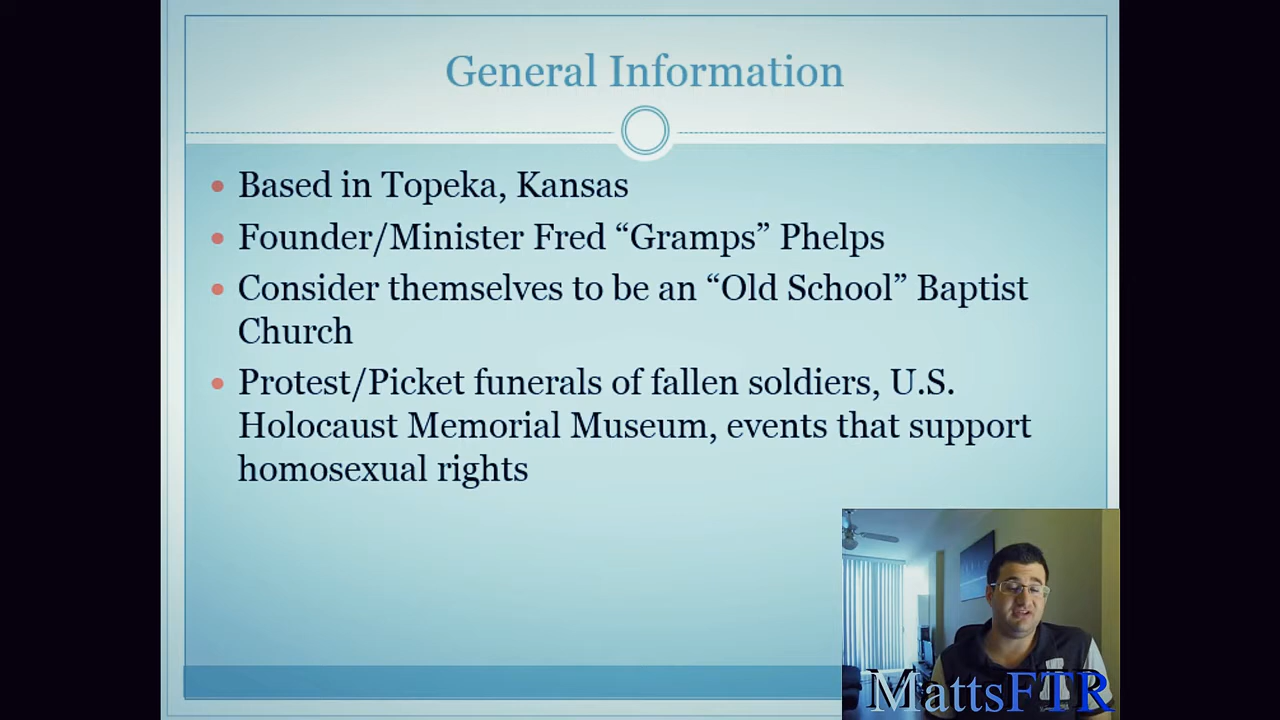 General Information
• Based in Topeka, Kansas
• Founder/Minister Fred “Gramps” Phelps
• Consider themselves to be an “Old School” Baptist
Church
• Protest/Picket funerals of fallen soldiers, U.S.
Holocaust Memorial Museum, events that support
homosexual rights
MattsFTR